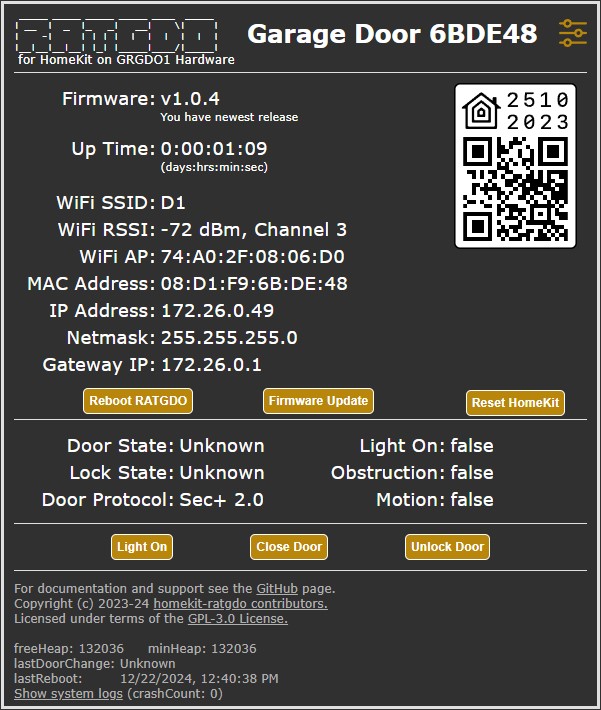 RATGDO
Garage Door 6BDE48
for HomeKit on GRGDO1 Hardware
Firmware: v1.0.4
You have newest release
2510
2023
Up Time: 0:00:01:09
(days:hrs:min:sec)
WiFi SSID: D1
WiFi RSSI: -72 dBm, Channel 3
WiFi AP: 74:A0:2F:08:06:D0
MAC Address: 08:D1:F9:6B:DE:48
IP Address: 172.26.0.49
Netmask: 255.255.255.0
Gateway IP: 172.26.0.1
Reboot RATGDO Firmware Update Reset HomeKit
Door State: Unknown Light On: false
Lock State: Unknown Obstruction: false
Door Protocol: Sec+ 2.0 Motion: false
Light On Close Door Unlock Door
For documentation and support see the GitHub page.
Copyright (c) 2023-24 homekit-ratgdo contributors.
Licensed under terms of the GPL-3.0 License.
freeHeap: 132036 minHeap: 132036
lastDoorChange: Unknown
lastReboot: 12/22/2024, 12:40:38 PM
Show system logs (crashCount: 0)